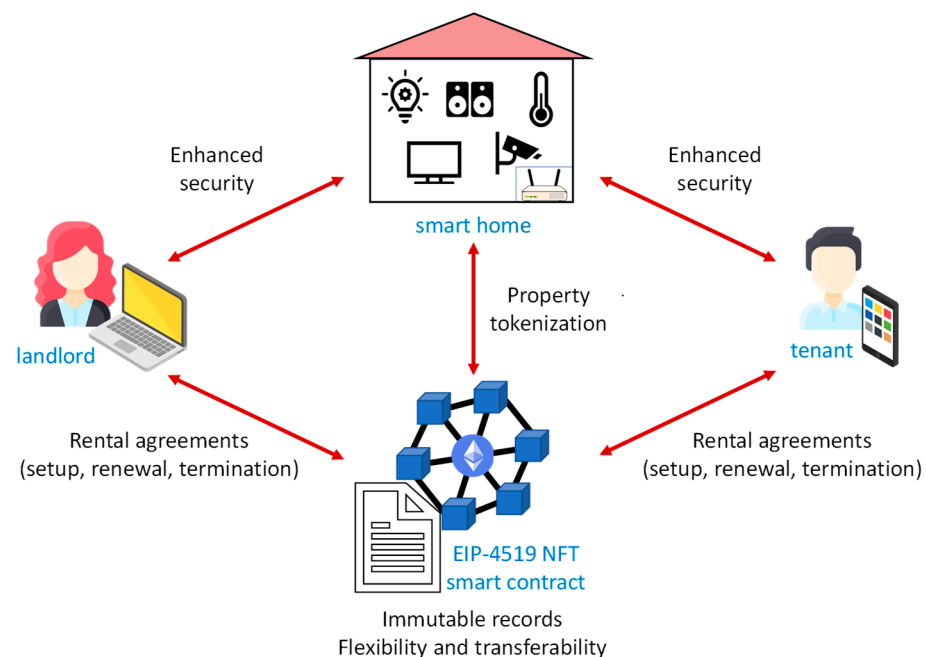 Enhanced
security
Enhanced
security
smart home
Property
tokenization
landlord
tenant
Rental agreements
(setup, renewal, termination)
Rental agreements
(setup, renewal, termination)
EIP-4519 NFT
smart contract
Immutable records
Flexibility and transferability